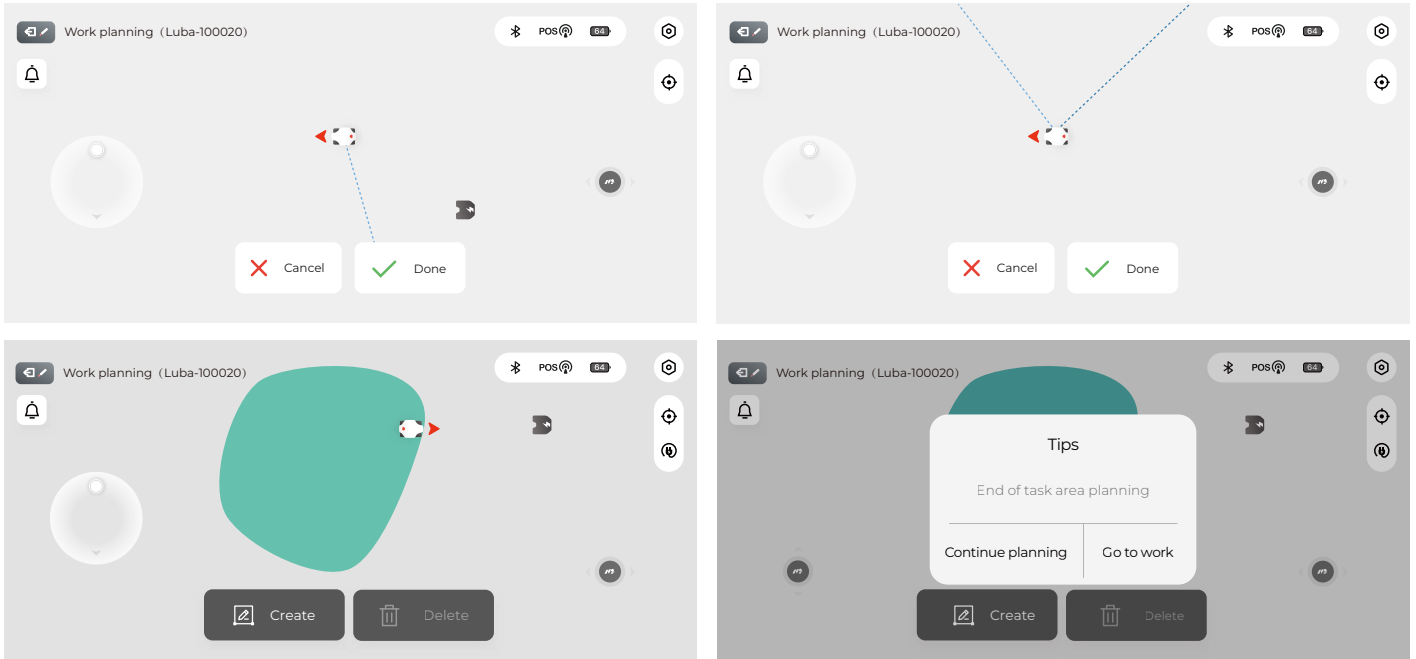 Work planning（Luba-100020）
POS
64
Cancel
Done
Work planning（Luba-100020）
POS
64
Cancel
Done
Work planning（Luba-100020）
POS
64
Create
Delete
Work planning（Luba-100020）
POS
64
Tips
End of task area planning
Continue planning
Go to work
Create
Delete